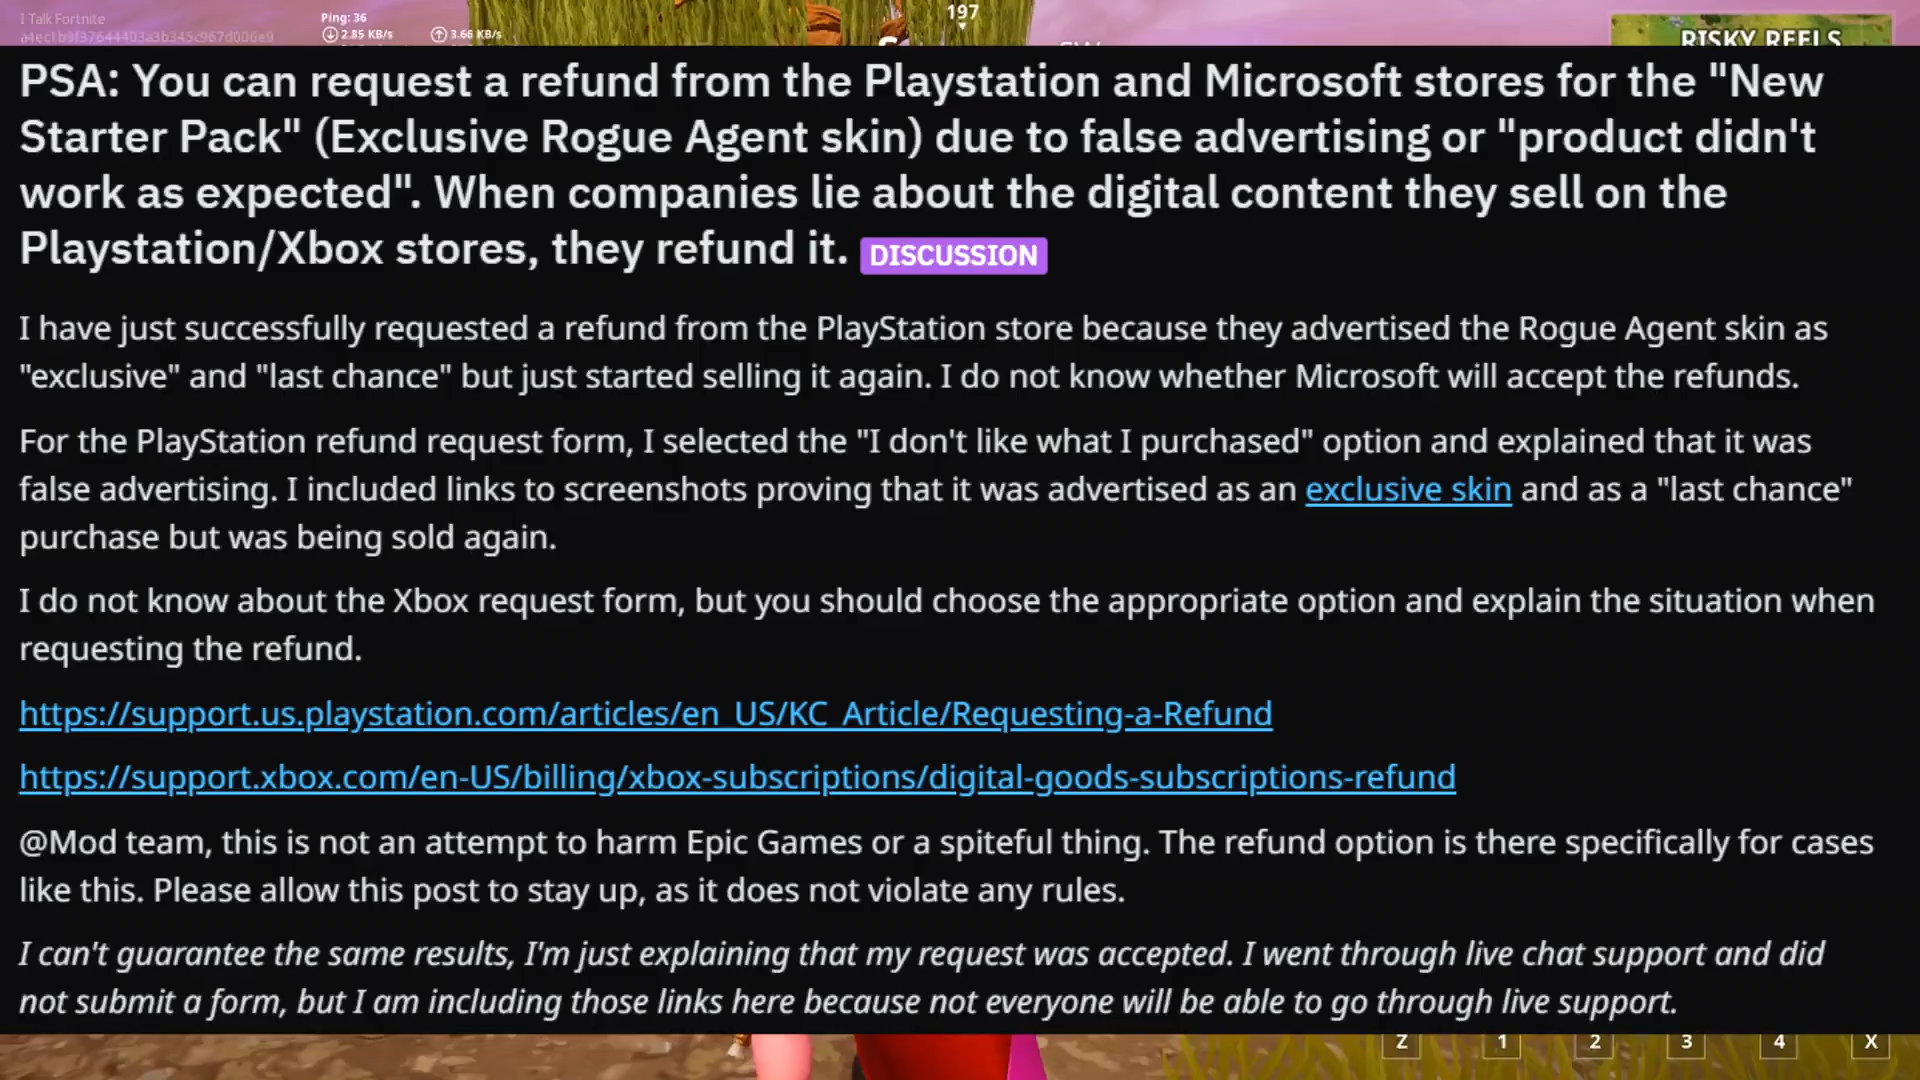 I Talk Fortnite
Ping: 36
197
2.85 KB/s
3.66 KB/s
RISKY REELS
PSA: You can request a refund from the Playstation and Microsoft stores for the "New
Starter Pack" (Exclusive Rogue Agent skin) due to false advertising or "product didn't
work as expected". When companies lie about the digital content they sell on the
Playstation/Xbox stores, they refund it. DISCUSSION
I have just successfully requested a refund from the PlayStation store because they advertised the Rogue Agent skin as
"exclusive" and "last chance" but just started selling it again. I do not know whether Microsoft will accept the refunds.
For the PlayStation refund request form, I selected the "I don't like what I purchased" option and explained that it was
false advertising. I included links to screenshots proving that it was advertised as an exclusive skin and as a "last chance"
purchase but was being sold again.
I do not know about the Xbox request form, but you should choose the appropriate option and explain the situation when
requesting the refund.
https://support.us.playstation.com/articles/en_US/KC_Article/Requesting-a-Refund
https://support.xbox.com/en-US/billing/xbox-subscriptions/digital-goods-subscriptions-refund
@Mod team, this is not an attempt to harm Epic Games or a spiteful thing. The refund option is there specifically for cases
like this. Please allow this post to stay up, as it does not violate any rules.
I can't guarantee the same results, I'm just explaining that my request was accepted. I went through live chat support and did
not submit a form, but I am including those links here because not everyone will be able to go through live support.
Z 1 2 3 4 X